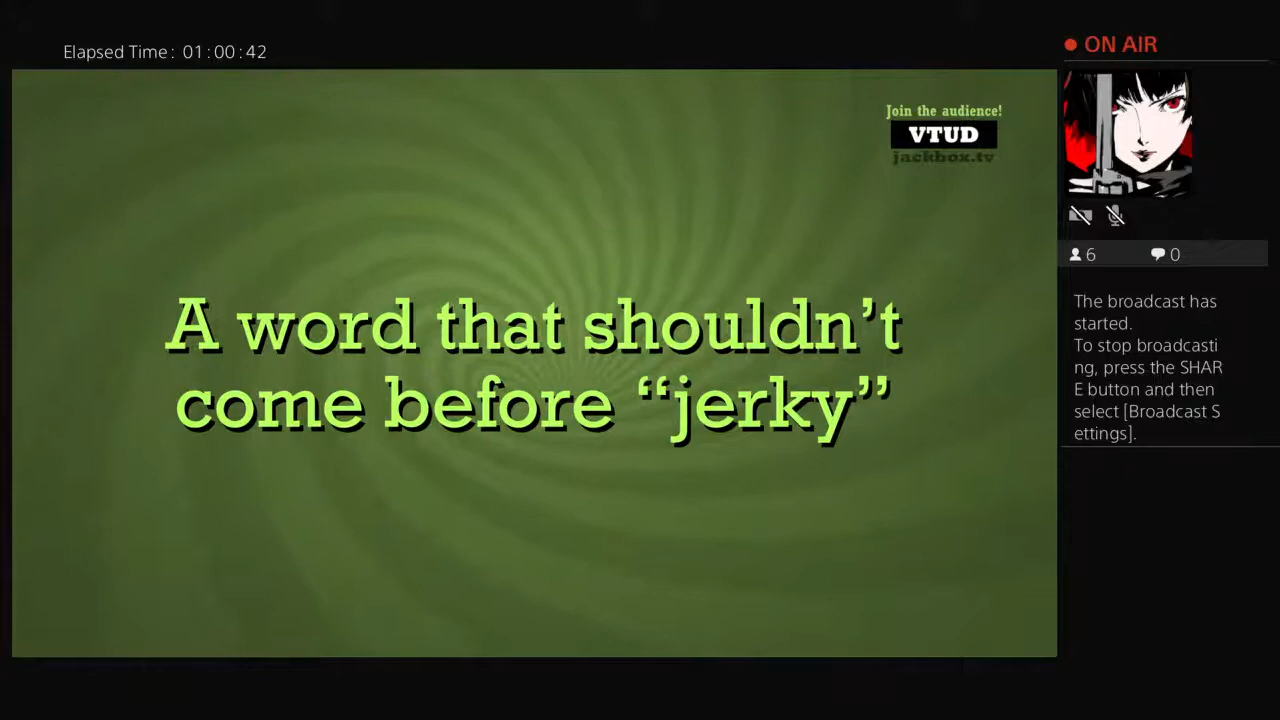 Elapsed Time: 01:00:42
ON AIR
Join the audience!
VTUD
jackbox.tv
6
0
A word that shouldn’t
come before “jerky”
The broadcast has
started.
To stop broadcasti
ng, press the SHAR
E button and then
select [Broadcast S
ettings].